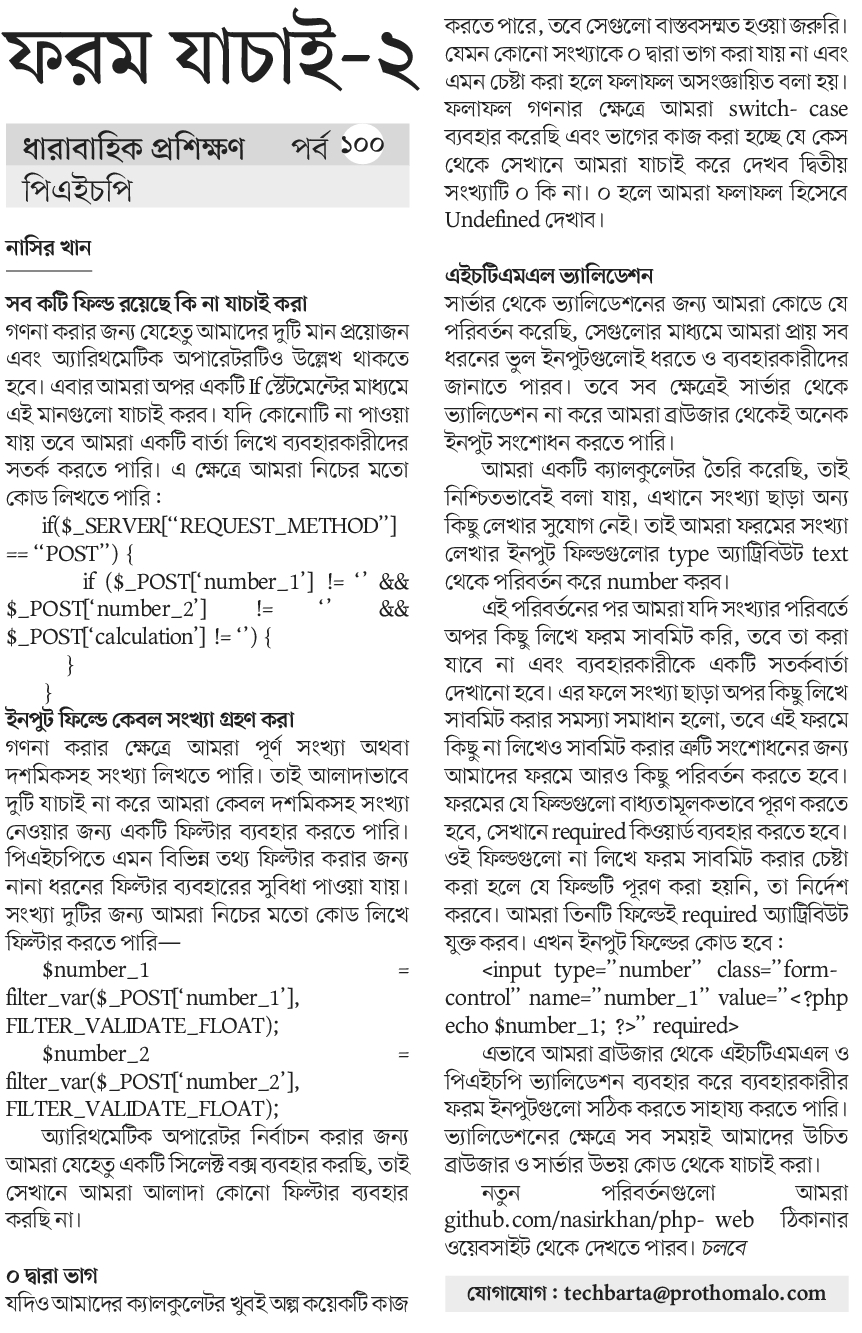 ফরম যাচাই-২
ধারাবাহিক প্রশিক্ষণ পর্ব ১০০
পিএইচপি
নাসির খান
সব কটি ফিল্ড রয়েছে কি না যাচাই করা
গণনা করার জন্য যেহেতু আমাদের দুটি মান প্রয়োজন
এবং অ্যারিথমেটিক অপারেটরটিও উল্লেখ থাকতে
হবে। এবার আমরা অপর একটি If স্টেটমেন্টের মাধ্যমে
এই মানগুলো যাচাই করব। যদি কোনোটি না পাওয়া
যায় তবে আমরা একটি বার্তা লিখে ব্যবহারকারীদের
সতর্ক করতে পারি। এ ক্ষেত্রে আমরা নিচের মতো
কোড লিখতে পারি :
if($_SERVER[“REQUEST_METHOD”]
== “POST”) {
if ($_POST[‘number_1’] != ‘’ &&
$_POST[‘number_2’] != ‘’ &&
$_POST[‘calculation’] != ‘’) {
}
}
ইনপুট ফিল্ডে কেবল সংখ্যা গ্রহণ করা
গণনা করার ক্ষেত্রে আমরা পূর্ণ সংখ্যা অথবা
দশমিকসহ সংখ্যা লিখতে পারি। তাই আলাদাভাবে
দুটি যাচাই না করে আমরা কেবল দশমিকসহ সংখ্যা
নেওয়ার জন্য একটি ফিল্টার ব্যবহার করতে পারি।
পিএইচপিতে এমন বিভিন্ন তথ্য ফিল্টার করার জন্য
নানা ধরনের ফিল্টার ব্যবহারের সুবিধা পাওয়া যায়।
সংখ্যা দুটির জন্য আমরা নিচের মতো কোড লিখে
ফিল্টার করতে পারি—
$number_1 =
filter_var($_POST[‘number_1’],
FILTER_VALIDATE_FLOAT);
$number_2 =
filter_var($_POST[‘number_2’],
FILTER_VALIDATE_FLOAT);
অ্যারিথমেটিক অপারেটর নির্বাচন করার জন্য
আমরা যেহেতু একটি সিলেক্ট বক্স ব্যবহার করছি, তাই
সেখানে আমরা আলাদা কোনো ফিল্টার ব্যবহার
করছি না।
০ দ্বারা ভাগ
যদিও আমাদের ক্যালকুলেটর খুবই অল্প কয়েকটি কাজ
করতে পারে, তবে সেগুলো বাস্তবসম্মত হওয়া জরুরি।
যেমন কোনো সংখ্যাকে ০ দ্বারা ভাগ করা যায় না এবং
এমন চেষ্টা করা হলে ফলাফল অসংজ্ঞায়িত বলা হয়।
ফলাফল গণনার ক্ষেত্রে আমরা switch- case
ব্যবহার করেছি এবং ভাগের কাজ করা হচ্ছে যে কেস
থেকে সেখানে আমরা যাচাই করে দেখব দ্বিতীয়
সংখ্যাটি ০ কি না। ০ হলে আমরা ফলাফল হিসেবে
Undefined দেখাব।
এইচটিএমএল ভ্যালিডেশন
সার্ভার থেকে ভ্যালিডেশনের জন্য আমরা কোডে যে
পরিবর্তন করেছি, সেগুলোর মাধ্যমে আমরা প্রায় সব
ধরনের ভুল ইনপুটগুলোই ধরতে ও ব্যবহারকারীদের
জানাতে পারব। তবে সব ক্ষেত্রেই সার্ভার থেকে
ভ্যালিডেশন না করে আমরা ব্রাউজার থেকেই অনেক
ইনপুট সংশোধন করতে পারি।
আমরা একটি ক্যালকুলেটর তৈরি করেছি, তাই
নিশ্চিতভাবেই বলা যায়, এখানে সংখ্যা ছাড়া অন্য
কিছু লেখার সুযোগ নেই। তাই আমরা ফরমের সংখ্যা
লেখার ইনপুট ফিল্ডগুলোর type অ্যাট্রিবিউট text
থেকে পরিবর্তন করে number করব।
এই পরিবর্তনের পর আমরা যদি সংখ্যার পরিবর্তে
অপর কিছু লিখে ফরম সাবমিট করি, তবে তা করা
যাবে না এবং ব্যবহারকারীকে একটি সতর্কবার্তা
দেখানো হবে। এর ফলে সংখ্যা ছাড়া অপর কিছু লিখে
সাবমিট করার সমস্যা সমাধান হলো, তবে এই ফরমে
কিছু না লিখেও সাবমিট করার ত্রুটি সংশোধনের জন্য
আমাদের ফরমে আরও কিছু পরিবর্তন করতে হবে।
ফরমের যে ফিল্ডগুলো বাধ্যতামূলকভাবে পূরণ করতে
হবে, সেখানে required কিওয়ার্ড ব্যবহার করতে হবে।
ওই ফিল্ডগুলো না লিখে ফরম সাবমিট করার চেষ্টা
করা হলে যে ফিল্ডটি পূরণ করা হয়নি, তা নির্দেশ
করবে। আমরা তিনটি ফিল্ডেই required অ্যাট্রিবিউট
যুক্ত করব। এখন ইনপুট ফিল্ডের কোড হবে :
<input type=”number” class=”form-
control” name=”number_1” value=”<?php
echo $number_1; ?>” required>
এভাবে আমরা ব্রাউজার থেকে এইচটিএমএল ও
পিএইচপি ভ্যালিডেশন ব্যবহার করে ব্যবহারকারীর
ফরম ইনপুটগুলো সঠিক করতে সাহায্য করতে পারি।
ভ্যালিডেশনের ক্ষেত্রে সব সময়ই আমাদের উচিত
ব্রাউজার ও সার্ভার উভয় কোড থেকে যাচাই করা।
নতুন পরিবর্তনগুলো আমরা
github.com/nasirkhan/php- web ঠিকানার
ওয়েবসাইট থেকে দেখতে পারব। চলবে
যোগাযোগ : techbarta@prothomalo.com